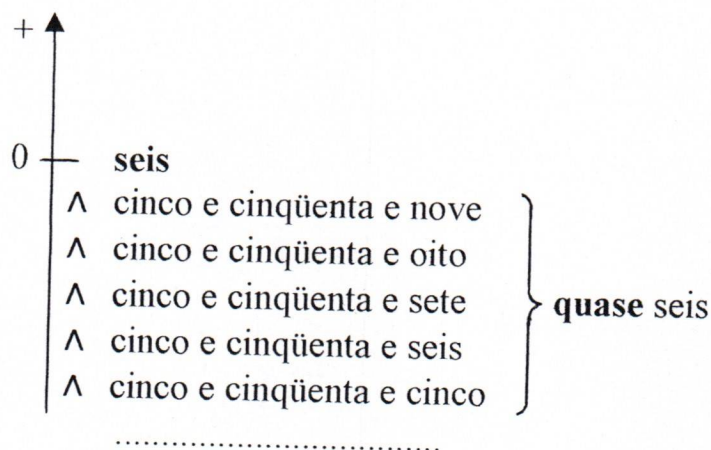 +
0 seis
∧ cinco e cinqüenta e nove
∧ cinco e cinqüenta e oito
∧ cinco e cinqüenta e sete
quase seis
∧ cinco e cinqüenta e seis
∧ cinco e cinqüenta e cinco
....................................